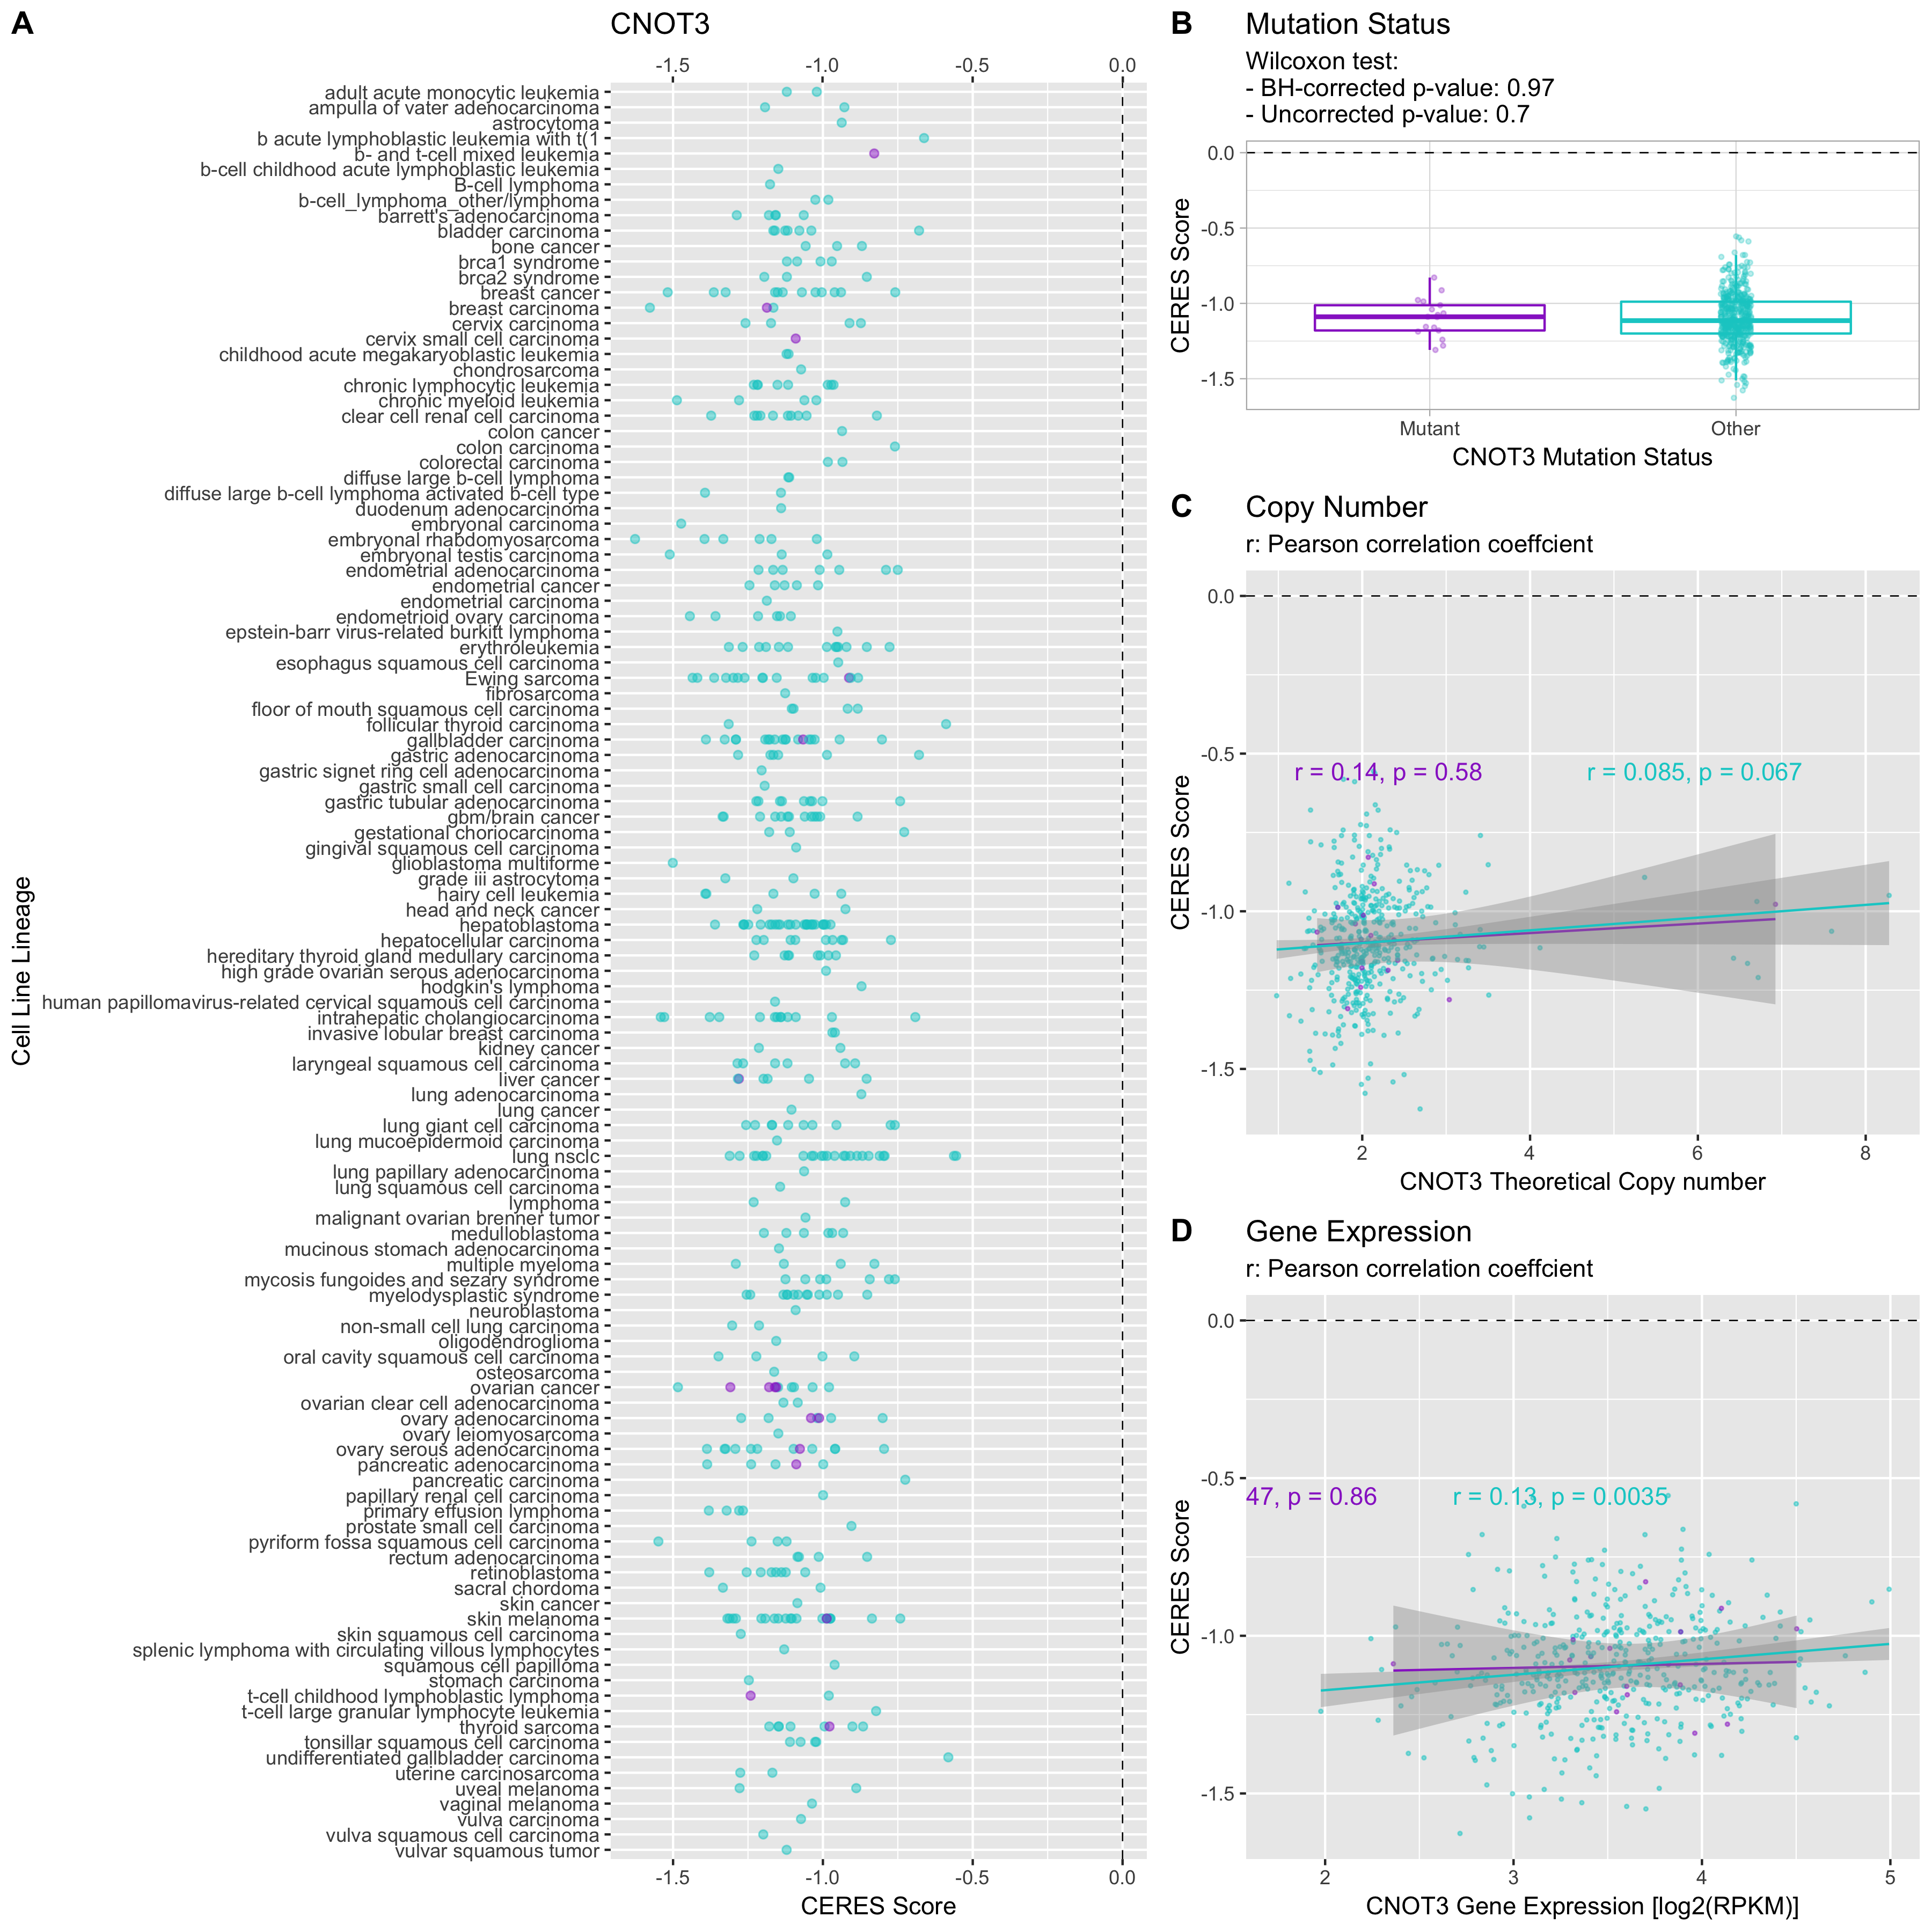 A
CNOT3
-1.5
-1.0
-0.5
0.0
Cell Line Lineage
adult acute monocytic leukemia
ampulla of vater adenocarcinoma
astrocytoma
b acute lymphoblastic leukemia with t(1
b- and t-cell mixed leukemia
b-cell childhood acute lymphoblastic leukemia
B-cell lymphoma
b-cell_lymphoma_other/lymphoma
barrett's adenocarcinoma
bladder carcinoma
bone cancer
brca1 syndrome
brca2 syndrome
breast cancer
breast carcinoma
cervix carcinoma
cervix small cell carcinoma
childhood acute megakaryoblastic leukemia
chondrosarcoma
chronic lymphocytic leukemia
chronic myeloid leukemia
clear cell renal cell carcinoma
colon cancer
colon carcinoma
colorectal carcinoma
diffuse large b-cell lymphoma
diffuse large b-cell lymphoma activated b-cell type
duodenum adenocarcinoma
embryonal carcinoma
embryonal rhabdomyosarcoma
embryonal testis carcinoma
endometrial adenocarcinoma
endometrial cancer
endometrial carcinoma
endometrioid ovary carcinoma
epstein-barr virus-related burkitt lymphoma
erythroleukemia
esophagus squamous cell carcinoma
Ewing sarcoma
fibrosarcoma
floor of mouth squamous cell carcinoma
follicular thyroid carcinoma
gallbladder carcinoma
gastric adenocarcinoma
gastric signet ring cell adenocarcinoma
gastric small cell carcinoma
gastric tubular adenocarcinoma
gbm/brain cancer
gestational choriocarcinoma
gingival squamous cell carcinoma
glioblastoma multiforme
grade iii astrocytoma
hairy cell leukemia
head and neck cancer
hepatoblastoma
hepatocellular carcinoma
hereditary thyroid gland medullary carcinoma
high grade ovarian serous adenocarcinoma
hodgkin's lymphoma
human papillomavirus-related cervical squamous cell carcinoma
intrahepatic cholangiocarcinoma
invasive lobular breast carcinoma
kidney cancer
laryngeal squamous cell carcinoma
liver cancer
lung adenocarcinoma
lung cancer
lung giant cell carcinoma
lung mucoepidermoid carcinoma
lung nsclc
lung papillary adenocarcinoma
lung squamous cell carcinoma
lymphoma
malignant ovarian brenner tumor
medulloblastoma
mucinous stomach adenocarcinoma
multiple myeloma
mycosis fungoides and sezary syndrome
myelodysplastic syndrome
neuroblastoma
non-small cell lung carcinoma
oligodendroglioma
oral cavity squamous cell carcinoma
osteosarcoma
ovarian cancer
ovarian clear cell adenocarcinoma
ovary adenocarcinoma
ovary leiomyosarcoma
ovary serous adenocarcinoma
pancreatic adenocarcinoma
pancreatic carcinoma
papillary renal cell carcinoma
primary effusion lymphoma
prostate small cell carcinoma
pyriform fossa squamous cell carcinoma
rectum adenocarcinoma
retinoblastoma
sacral chordoma
skin cancer
skin melanoma
skin squamous cell carcinoma
splenic lymphoma with circulating villous lymphocytes
squamous cell papilloma
stomach carcinoma
t-cell childhood lymphoblastic lymphoma
t-cell large granular lymphocyte leukemia
thyroid sarcoma
tonsillar squamous cell carcinoma
undifferentiated gallbladder carcinoma
uterine carcinosarcoma
uveal melanoma
vaginal melanoma
vulva carcinoma
vulva squamous cell carcinoma
vulvar squamous tumor
-1.5
-1.0
-0.5
0.0
CERES Score
B
Mutation Status
Wilcoxon test:
- BH-corrected p-value: 0.97
- Uncorrected p-value: 0.7
CERES Score
0.0
-0.5
-1.0
-1.5
Mutant
Other
CNOT3 Mutation Status
C
Copy Number
r: Pearson correlation coeffcient
CERES Score
0.0
-0.5
-1.0
-1.5
r = 0.14, p = 0.58
r = 0.085, p = 0.067
2
4
6
8
CNOT3 Theoretical Copy number
D
Gene Expression
r: Pearson correlation coeffcient
CERES Score
0.0
-0.5
-1.0
-1.5
47, p = 0.86
r = 0.13, p = 0.0035
2
3
4
5
CNOT3 Gene Expression [log2(RPKM)]